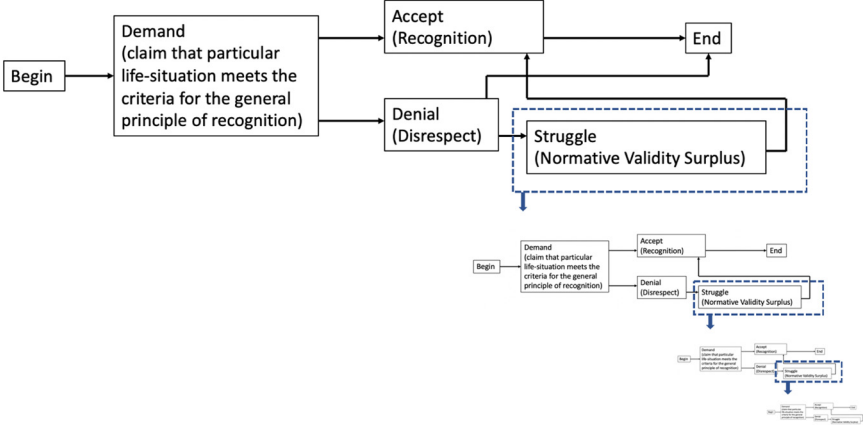 Begin
Demand
(claim that particular
life-situation meets the
criteria for the general
principle of recognition)
Accept
(Recognition)
End
Denial
(Disrespect)
Struggle
(Normative Validity Surplus)
Begin
Demand
(claim that particular
life-situation meets the
criteria for the general
principle of recognition)
Accept
(Recognition)
End
Denial
(Disrespect)
Struggle
(Normative Validity Surplus)
Begin
Demand
(claim that particular
life-situation meets the
criteria for the general
principle of recognition)
Accept
(Recognition)
End
Denial
(Disrespect)
Struggle
(Normative Validity Surplus)